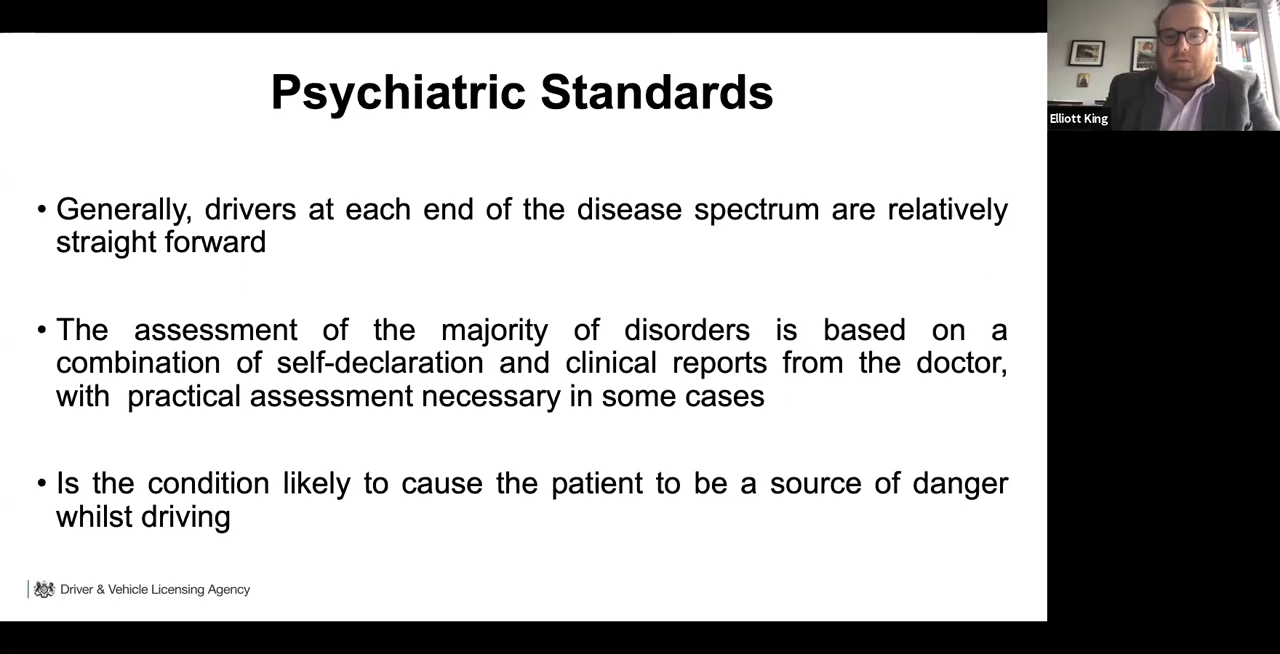 Psychiatric Standards
• Generally, drivers at each end of the disease spectrum are relatively
straight forward
• The assessment of the majority of disorders is based on a
combination of self-declaration and clinical reports from the doctor,
with practical assessment necessary in some cases
• Is the condition likely to cause the patient to be a source of danger
whilst driving
Driver & Vehicle Licensing Agency
Elliott King